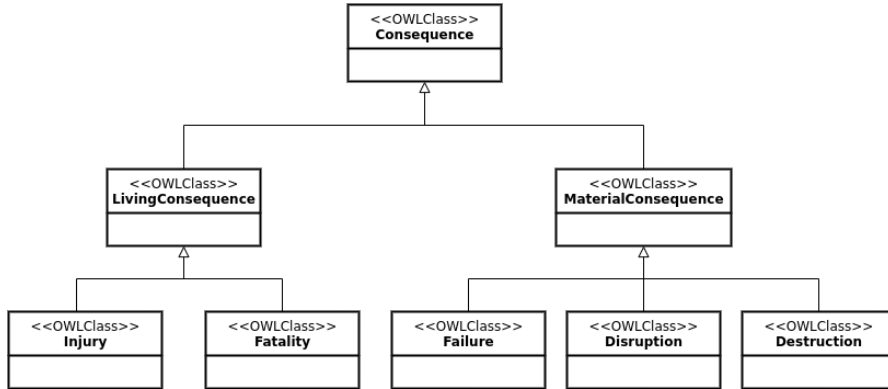 <<OWLClass>>
Consequence
<<OWLClass>>
LivingConsequence
<<OWLClass>>
MaterialConsequence
<<OWLClass>>
Injury
<<OWLClass>>
Fatality
<<OWLClass>>
Failure
<<OWLClass>>
Disruption
<<OWLClass>>
Destruction